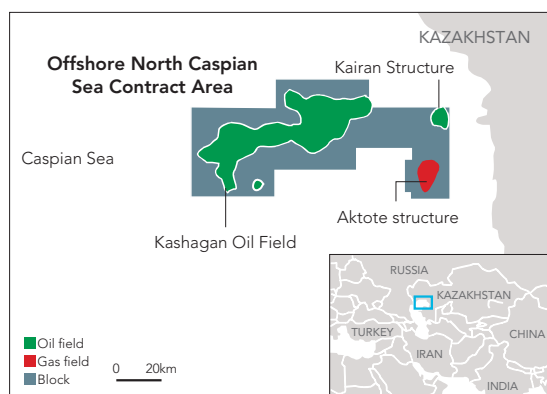 KAZAKHSTAN
Offshore North Caspian
Sea Contract Area
Kairan Structure
Caspian Sea
Aktote structure
Kashagan Oil Field
RUSSIA
KAZAKHSTAN
TURKEY
CHINA
IRAN
INDIA
Oil field
Gas field
Block
0 20km